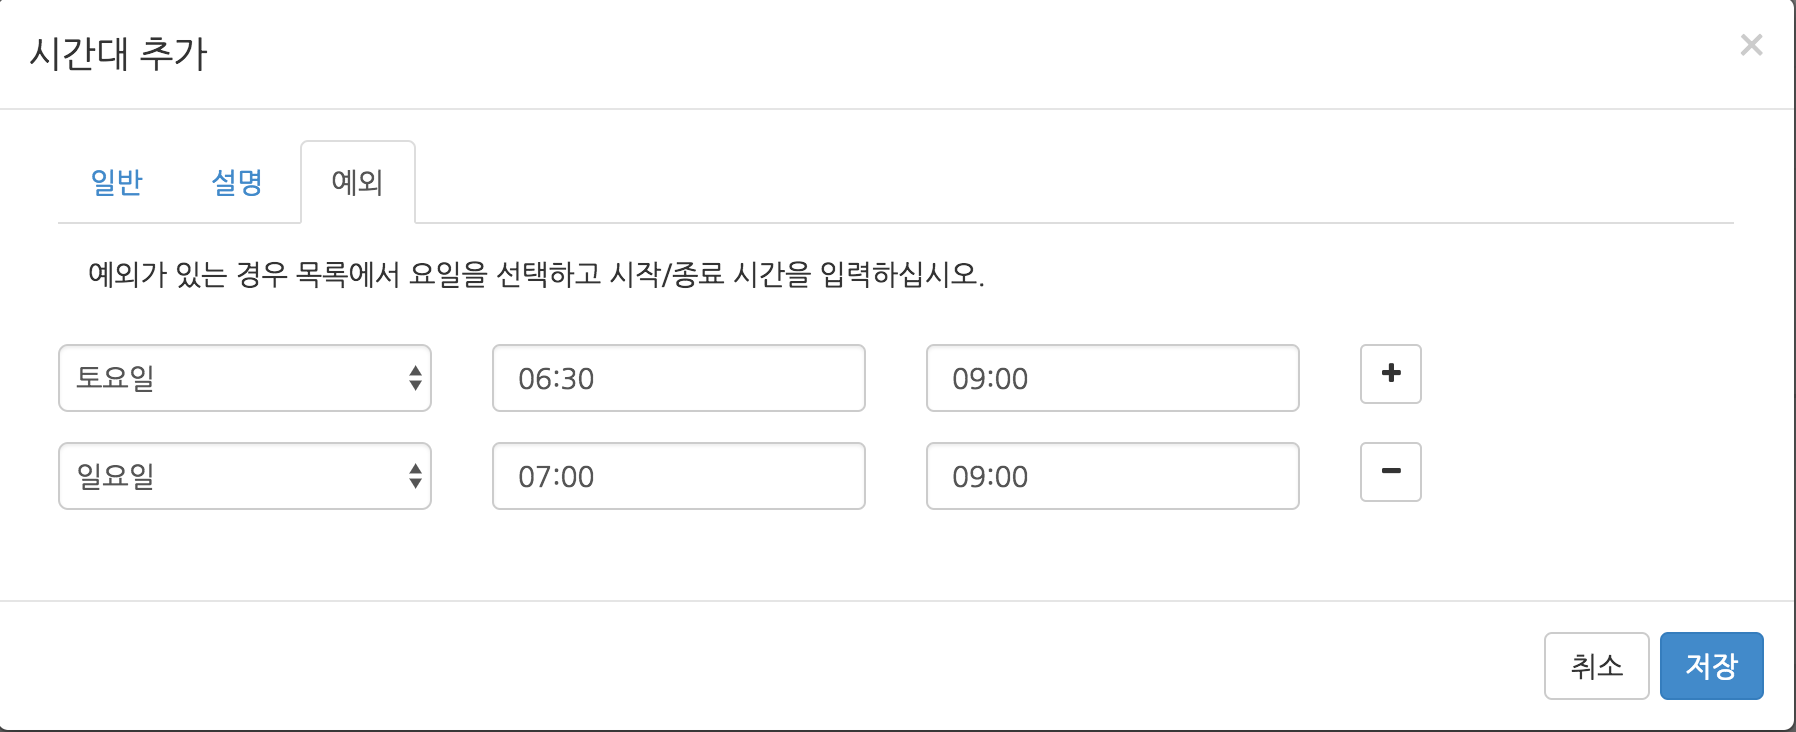 시간대 추가
일반 설명 예외
예외가 있는 경우 목록에서 요일을 선택하고 시작/종료 시간을 입력하십시오.
토요일 06:30 09:00
일요일 07:00 09:00
취소 저장